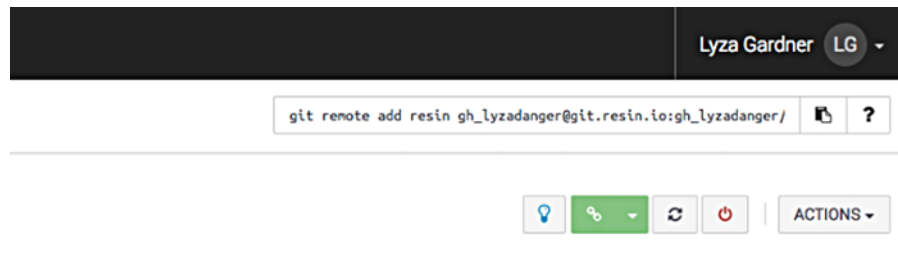 Lyza Gardner LG
git remote add resin gh_lyzadanger@git.resin.io:gh_lyzadanger/ ?
ACTIONS